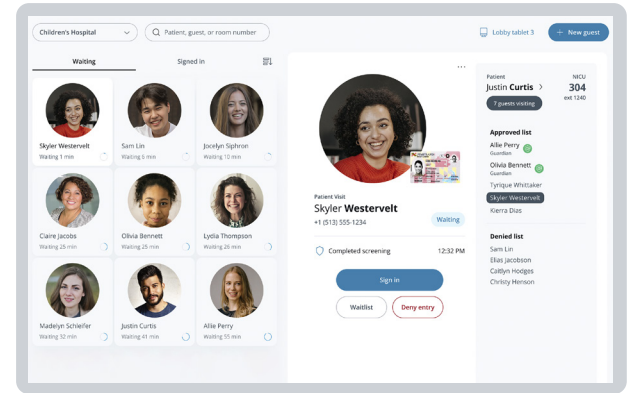 Children's Hospital
Patient, guest, or room number
Lobby tablet 3
+ New guest
Waiting
Signed in
Skyler Westervelt
Waiting 1 min
Sam Lin
Waiting 5 min
Jocelyn Siphron
Waiting 10 min
Claire Jacobs
Waiting 25 min
Olivia Bennett
Waiting 25 min
Lydia Thompson
Waiting 26 min
Madelyn Schleifer
Waiting 32 min
Justin Curtis
Waiting 41 min
Allie Perry
Waiting 55 min
...
Patient Visit
Skyler Westervelt
+1 (513) 555-1234
Waiting
Completed screening
12:32 PM
Sign in
Waitlist
Deny entry
Patient
NICU
Justin Curtis >
304
7 guests visiting
ext 1240
Approved list
Allie Perry
Guardian
Olivia Bennett
Guardian
Tyrique Whittaker
Skyler Westervelt
Kierra Dias
Denied list
Sam Lin
Elias Jacobson
Caitlyn Hodges
Christy Henson